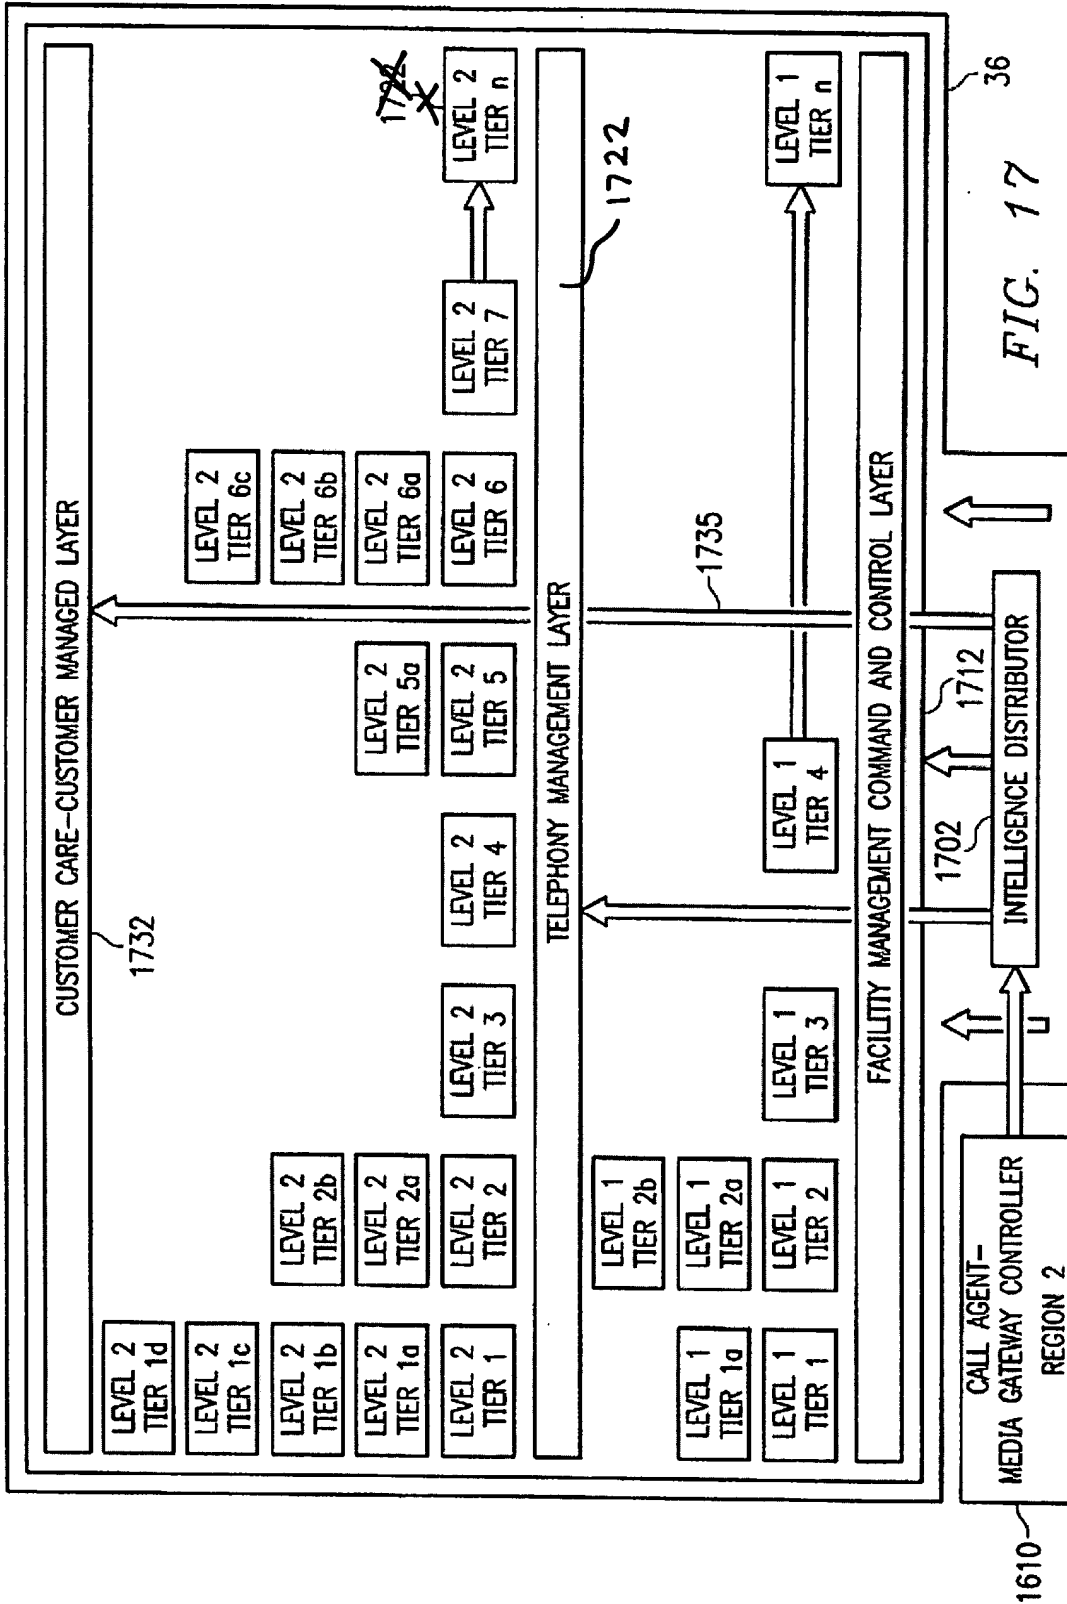 CUSTOMER CARE-CUSTOMER MANAGED LAYER
1732
LEVEL 2
TIER 1d
LEVEL 2
TIER 1c
LEVEL 2
TIER 6c
LEVEL 2
TIER 1b
LEVEL 2
TIER 2b
LEVEL 2
TIER 6b
LEVEL 2
TIER 1a
LEVEL 2
TIER 2a
LEVEL 2
TIER 5a
LEVEL 2
TIER 6a
1722
LEVEL 2
TIER 1
LEVEL 2
TIER 2
LEVEL 2
TIER 3
LEVEL 2
TIER 4
LEVEL 2
TIER 5
LEVEL 2
TIER 6
LEVEL 2
TIER 7
LEVEL 2
TIER n
TELEPHONY MANAGEMENT LAYER
1722
LEVEL 1
TIER 2b
LEVEL 1
TIER 1a
LEVEL 1
TIER 2a
1735
LEVEL 1
TIER 1
LEVEL 1
TIER 2
LEVEL 1
TIER 3
LEVEL 1
TIER 4
LEVEL 1
TIER n
FACILITIY MANAGEMENT COMMAND AND CONTROL LAYER
1702
1712
36
CALL AGENT-
MEDIA GATEWAY CONTROLLER
REGION 2
1610
INTELLIGENCE DISTRIBUTOR
FIG. 17